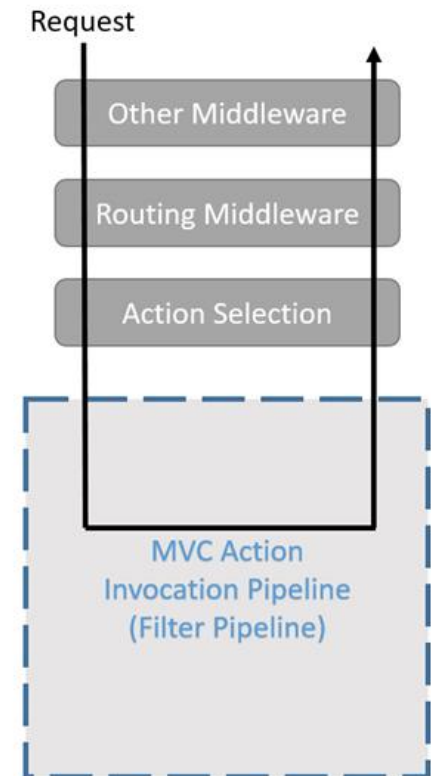 Request
Other Middleware
Routing Middleware
Action Selection
MVC Action
Invocation Pipeline
(Filter Pipeline)